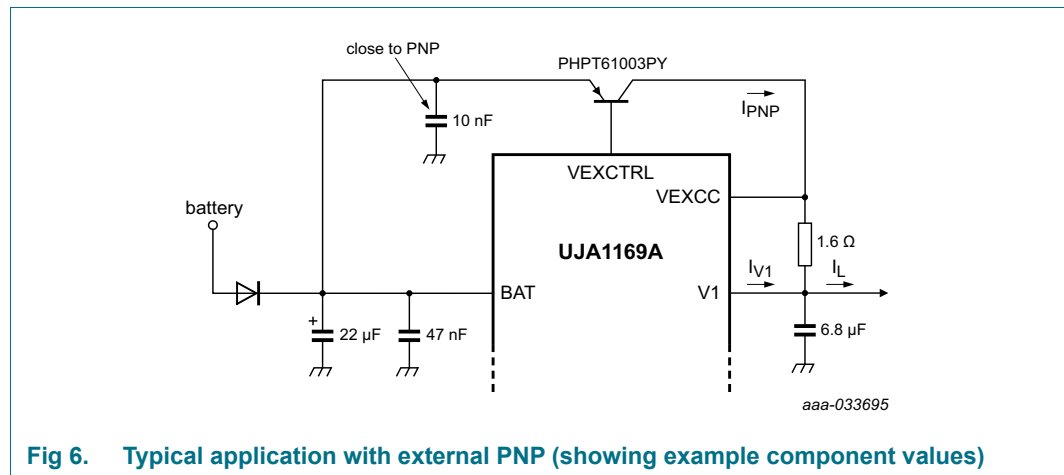 close to PNP
PHPT61003PY
I_PNP
10 nF
VEXCTRL
VEXCC
battery
1.6 Ω
UJA1169A
I_V1
I_L
BAT
V1
+
22 µF
47 nF
6.8 µF
aaa-033695
Fig 6. Typical application with external PNP (showing example component values)